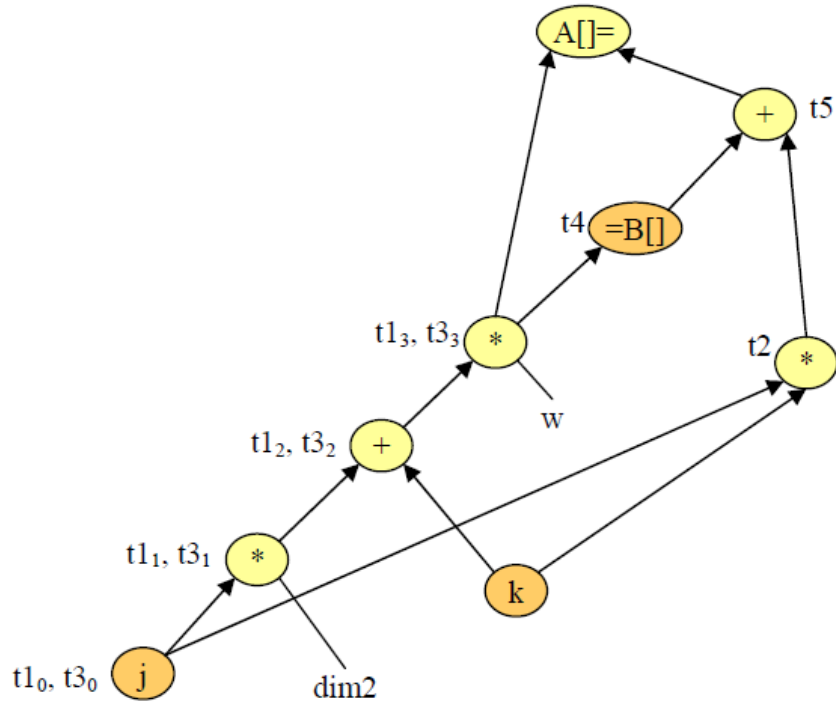 A[]=
+ t5
t4 =B[]
t1₃, t3₃ *
t2 *
w
t1₂, t3₂ +
t1₁, t3₁ *
k
t1₀, t3₀ j
dim2